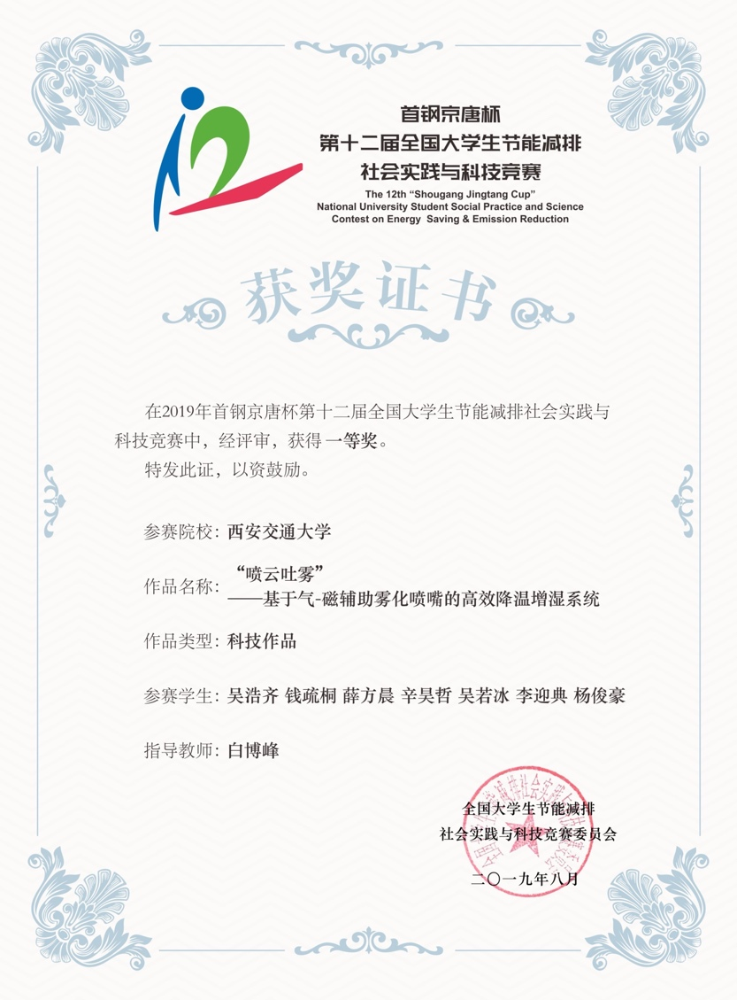 首钢京唐杯
第十二届全国大学生节能减排
社会实践与科技竞赛
The 12th “Shougang Jingtang Cup”
National University Student Social Practice and Science
Contest on Energy Saving & Emission Reduction
获奖证书
在2019年首钢京唐杯第十二届全国大学生节能减排社会实践与
科技竞赛中，经评审，获得 一等奖。
特发此证，以资鼓励。
参赛院校：西安交通大学
作品名称：“喷云吐雾”
——基于气-磁辅助雾化喷嘴的高效降温增湿系统
作品类型：科技作品
参赛学生：吴浩齐 钱疏桐 薛方晨 辛昊哲 吴若冰 李迎典 杨俊豪
指导教师：白博峰
全国大学生节能减排
社会实践与科技竞赛委员会
二〇一九年八月